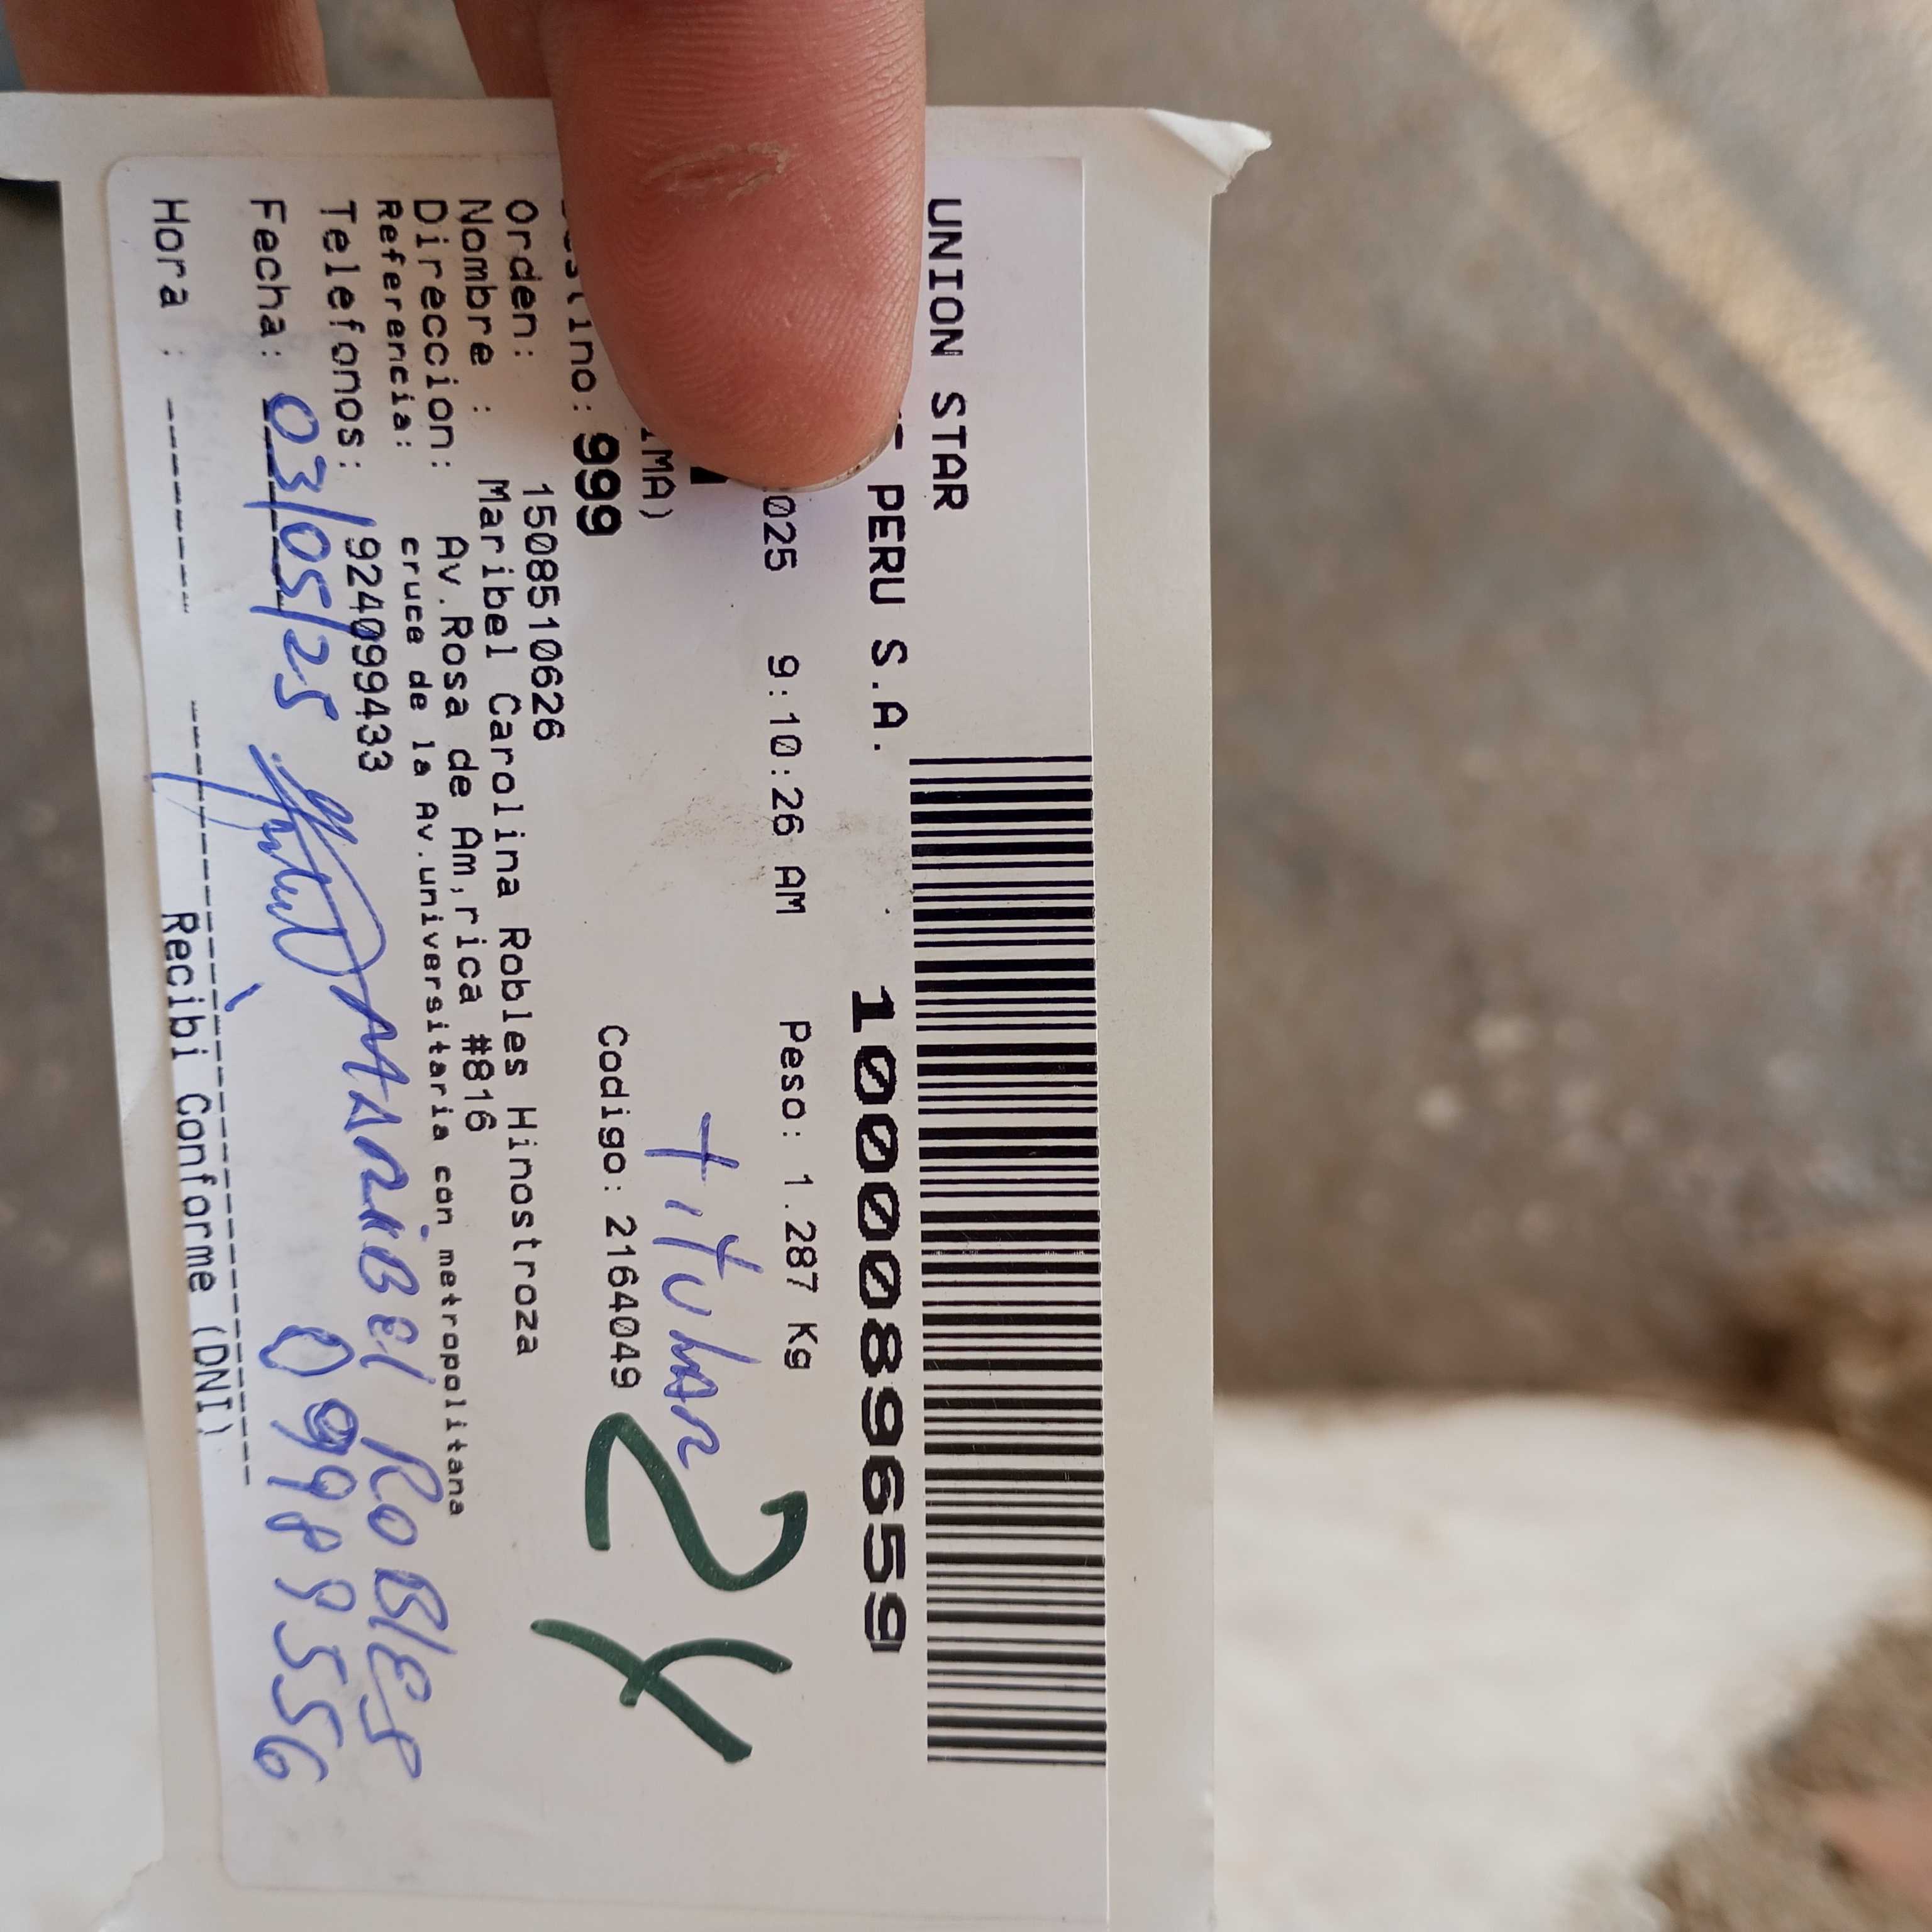 UNION STAR
PERU S.A.
1000089659
025 9:10:26 AM Peso: 1.287 Kg
IMA)
titular
24
999 Codigo: 2164049
Orden: 1508510626
Nombre : Maribel Carolina Robles Hinostroza
Direccion: Av.Rosa de Am,rica #816
Referencia: cruce de la Av.universitaria con metropolitana
Telefonos: 924099433
Fecha: 03/05/25 MARIBEl RoBlES
09989556
Hora :
Recibi Conforme (DNI)